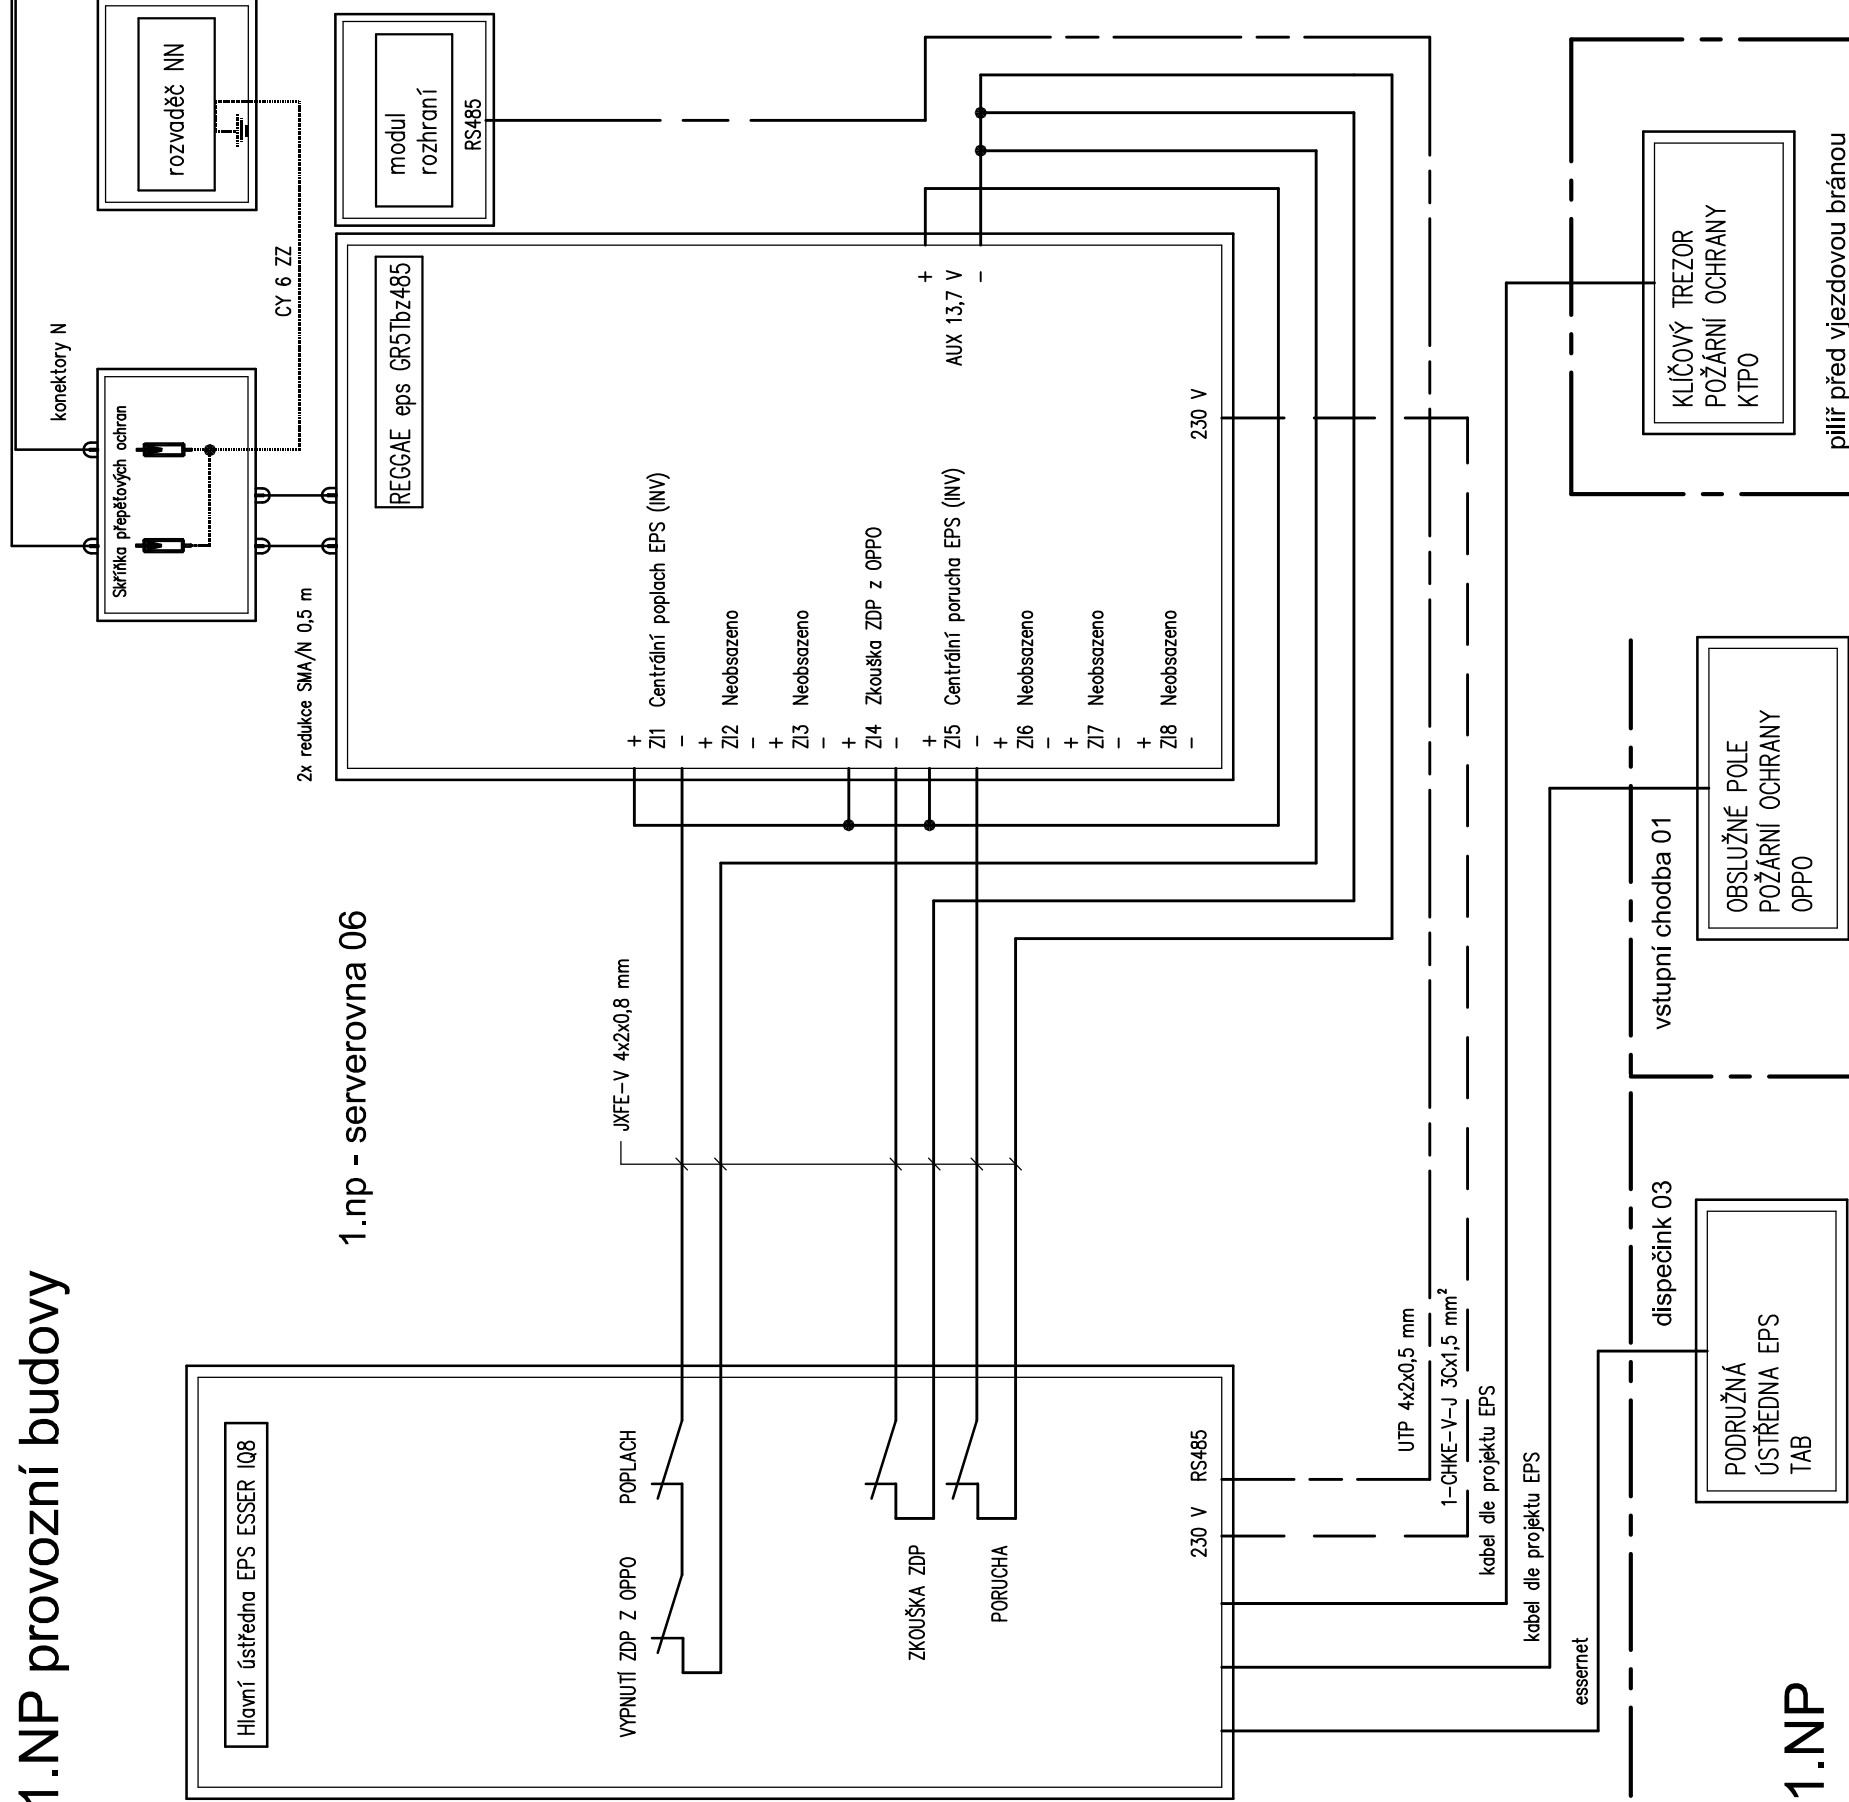 1.NP provozní budovy
Hlavní ústředna EPS ESSER IQ8
VYPNUTÍ ZDP Z OPPO
POPLACH
ZKOUŠKA ZDP
PORUCHA
230 V
RS485
1.np - serverovna 06
JXFE-V 4x2x0,8 mm
UTP 4x2x0,5 mm
1-CHKE-V-J 3Cx1,5 mm²
kabel dle projektu EPS
kabel dle projektu EPS
essernet
konektory N
Skříňka přepěťových ochran
2x redukce SMA/N 0,5 m
CY 6 ZZ
rozvaděč NN
modul
rozhraní
RS485
REGGAE eps GR5Tbz485
+
ZI1 Centrální poplach EPS (INV)
-
+
ZI2 Neobsazeno
-
+
ZI3 Neobsazeno
-
+
ZI4 Zkouška ZDP z OPPO
-
+
ZI5 Centrální porucha EPS (INV)
-
+
ZI6 Neobsazeno
-
+
ZI7 Neobsazeno
-
+
ZI8 Neobsazeno
-
+
AUX 13,7 V
-
230 V
1.NP
dispečink 03
PODRUŽNÁ
ÚSTŘEDNA EPS
TAB
vstupní chodba 01
OBSLUŽNÉ POLE
POŽÁRNÍ OCHRANY
OPPO
KLÍČOVÝ TREZOR
POŽÁRNÍ OCHRANY
KTPO
pilíř před vjezdovou bránou